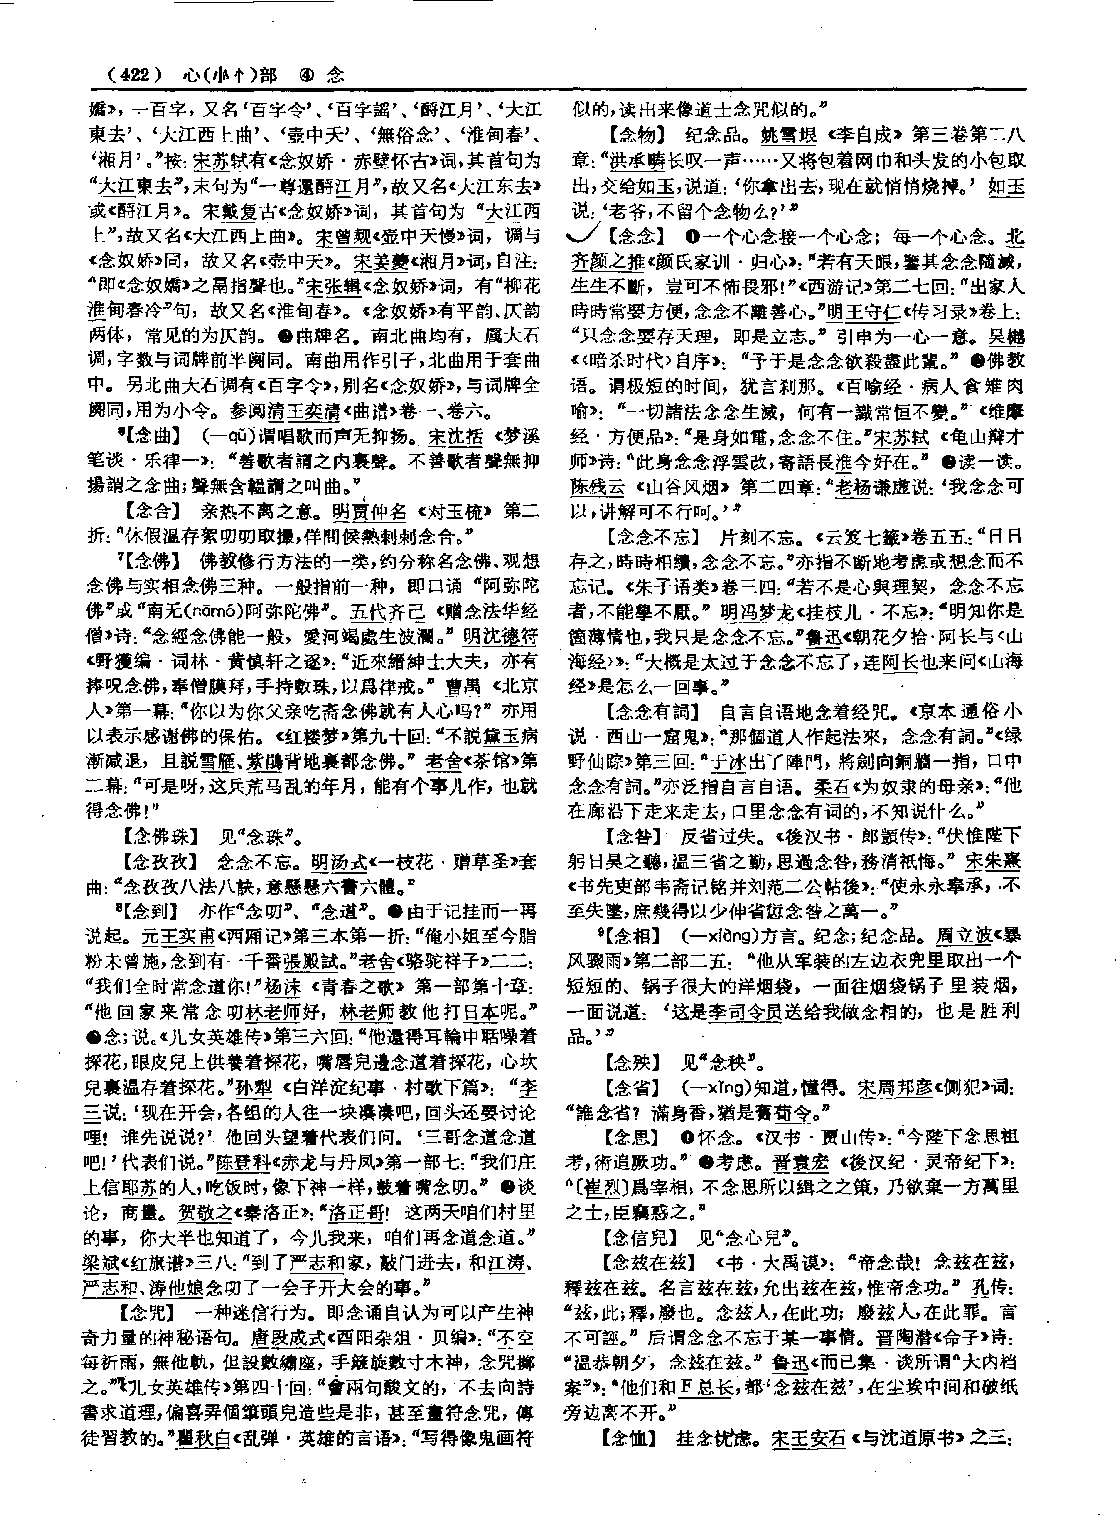 （422） 心(小忄)部 ④ 念
嬌》，一百字，又名‘百字令’、‘百字謠’、‘酹江月’、‘大江
東去’、‘大江西上曲’、‘壺中天’、‘無俗念’、‘淮甸春’、
‘湘月’。”按：宋苏轼有《念奴娇·赤壁怀古》词，其首句为
“大江東去”，末句为“一尊還酹江月”，故又名《大江东去》
或《酹江月》。宋戴复古《念奴娇》词，其首句为“大江西
上”，故又名《大江西上曲》。宋曾觌《壶中天慢》词，调与
《念奴娇》同，故又名《壶中天》。宋姜夔《湘月》词，自注：
“即《念奴嬌》之鬲指聲也。”宋张辑《念奴娇》词，有“柳花
淮甸春冷”句，故又名《淮甸春》。《念奴娇》有平韵、仄韵
两体，常见的为仄韵。❷曲牌名。南北曲均有，属大石
调，字数与词牌前半阕同。南曲用作引子，北曲用于套曲
中。另北曲大石调有《百字令》，别名《念奴娇》，与词牌全
阕同，用为小令。参阅清王奕清《曲谱》卷一、卷六。
⁶【念曲】 （—qǔ）谓唱歌而声无抑扬。宋沈括《梦溪
笔谈·乐律一》：“善歌者謂之内裏聲。不善歌者聲無抑
揚謂之念曲；聲無含韞謂之叫曲。”
【念合】 亲热不离之意。明贾仲名《对玉梳》第二
折：“休假温存絮叨叨取撮，佯問候熱剌剌念合。”
⁷【念佛】 佛教修行方法的一类，约分称名念佛、观想
念佛与实相念佛三种。一般指前一种，即口诵“阿弥陀
佛”或“南无(nāmó)阿弥陀佛”。五代齐己《赠念法华经
僧》诗：“念經念佛能一般，愛河竭處生波瀾。”明沈德符
《野獲编·词林·黄慎轩之逐》：“近來縉紳士大夫，亦有
捧呪念佛，奉僧膜拜，手持數珠，以爲律戒。”曹禺《北京
人》第一幕：“你以为你父亲吃斋念佛就有人心吗？”亦用
以表示感谢佛的保佑。《红楼梦》第九十回：“不説黛玉病
漸减退，且説雪雁、紫鵑背地裏都念佛。”老舍《茶馆》第
二幕：“可是呀，这兵荒马乱的年月，能有个事儿作，也就
得念佛！”
【念佛珠】 见“念珠”。
【念孜孜】 念念不忘。明汤式《一枝花·赠草圣》套
曲：“念孜孜八法八訣，意懸懸六書六體。”
⁸【念到】 亦作“念叨”、“念道”。❶由于记挂而一再
说起。元王实甫《西厢记》第三本第一折：“俺小姐至今脂
粉未曾施，念到有一千番張殿試。”老舍《骆驼祥子》二二：
“我们全时常念道你！”杨沫《青春之歌》第一部第十章：
“他回家来常念叨林老师好，林老师教他打日本呢。”
❷念；说。《儿女英雄传》第三六回：“他還得耳輪中聒噪着
探花，眼皮兒上供養着探花，嘴唇兒邊念道着探花，心坎
兒裏温存着探花。”孙犁《白洋淀纪事·村歌下篇》：“李
三说：‘现在开会，各组的人往一块凑凑吧，回头还要讨论
哩！谁先说说？’他回头望着代表们问。‘三哥念道念道
吧！’代表们说。”陈登科《赤龙与丹凤》第一部七：“我们庄
上信耶苏的人，吃饭时，像下神一样，鼓着嘴念叨。”❸谈
论，商量。贺敬之《秦洛正》：“洛正哥！这两天咱们村里
的事，你大半也知道了，今儿我来，咱们再念道念道。”
梁斌《红旗谱》三八：“到了严志和家，敲门进去，和江涛、
严志和、涛他娘念叨了一会子开大会的事。”
【念咒】 一种迷信行为。即念诵自认为可以产生神
奇力量的神秘语句。唐段成式《酉阳杂俎·贝编》：“不空
每祈雨，無他軌，但設數繡座，手簸旋數寸木神，念咒擲
之。”《儿女英雄传》第四十回：“會兩句酸文的，不去向詩
書求道理，偏喜弄個筆頭兒造些是非，甚至畫符念咒，傳
徒習教的。”瞿秋白《乱弹·英雄的言语》：“写得像鬼画符
似的，读出来像道士念咒似的。”
【念物】 纪念品。姚雪垠《李自成》第三卷第二八
章：“洪承畴长叹一声……又将包着网巾和头发的小包取
出，交给如玉，说道：‘你拿出去，现在就悄悄烧掉。’如玉
说：‘老爷，不留个念物么？’”
【念念】 ❶一个心念接一个心念；每一个心念。北
齐颜之推《颜氏家训·归心》：“若有天眼，鑒其念念隨滅，
生生不斷，豈可不怖畏邪！”《西游记》第二七回：“出家人
時時常要方便，念念不離善心。”明王守仁《传习录》卷上：
“只念念要存天理，即是立志。”引申为一心一意。吴樾
《〈暗杀时代〉自序》：“予于是念念欲殺盡此輩。”❷佛教
语。谓极短的时间，犹言刹那。《百喻经·病人食雉肉
喻》：“一切諸法念念生滅，何有一識常恒不變。”《维摩
经·方便品》：“是身如電，念念不住。”宋苏轼《龟山辩才
师》诗：“此身念念浮雲改，寄語長淮今好在。”❸读一读。
陈残云《山谷风烟》第二四章：“老杨谦虚说：‘我念念可
以，讲解可不行呵。’”
【念念不忘】 片刻不忘。《云笈七籤》卷五五：“日日
存之，時時相續，念念不忘。”亦指不断地考虑或想念而不
忘记。《朱子语类》卷三四：“若不是心與理契，念念不忘
者，不能學不厭。”明冯梦龙《挂枝儿·不忘》：“明知你是
箇薄情也，我只是念念不忘。”鲁迅《朝花夕拾·阿长与〈山
海经〉》：“大概是太过于念念不忘了，连阿长也来问《山海
经》是怎么一回事。”
【念念有詞】 自言自语地念着经咒。《京本通俗小
说·西山一窟鬼》：“那個道人作起法來，念念有詞。”《绿
野仙踪》第三回：“于冰出了陣門，將劍向銅腦一指，口中
念念有詞。”亦泛指自言自语。柔石《为奴隶的母亲》：“他
在廊沿下走来走去，口里念念有词的，不知说什么。”
【念咎】 反省过失。《後汉书·郎顗传》：“伏惟陛下
躬日昃之聽，温三省之勤，思過念咎，務消祇悔。”宋朱熹
《书先吏部韦斋记铭并刘范二公帖後》：“使永永奉承，不
至失墜，庶幾得以少伸省愆念咎之萬一。”
⁹【念相】 （—xiàng）方言。纪念；纪念品。周立波《暴
风骤雨》第二部二五：“他从军装的左边衣兜里取出一个
短短的、锅子很大的洋烟袋，一面往烟袋锅子里装烟，
一面说道：‘这是李司令员送给我做念相的，也是胜利
品。’”
【念殃】 见“念秧”。
【念省】 （—xǐng）知道，懂得。宋周邦彦《侧犯》词：
“誰念省？滿身香，猶是舊荀令。”
【念思】 ❶怀念。《汉书·贾山传》：“今陛下念思祖
考，術追厥功。”❷考虑。晋袁宏《後汉纪·灵帝纪下》：
“〔崔烈〕爲宰相，不念思所以緝之之策，乃欲棄一方萬里
之士，臣竊惑之。”
【念信兒】 见“念心兒”。
【念兹在兹】 《书·大禹谟》：“帝念哉！念兹在兹，
釋兹在兹。名言兹在兹，允出兹在兹，惟帝念功。”孔传：
“兹，此；釋，廢也。念兹人，在此功；廢兹人，在此罪。言
不可誣。”后谓念念不忘于某一事情。晋陶潜《命子》诗：
“温恭朝夕，念兹在兹。”鲁迅《而已集·谈所谓“大内档
案”》：“他们和F总长，都‘念兹在兹’，在尘埃中间和破纸
旁边离不开。”
【念恤】 挂念忧虑。宋王安石《与沈道原书》之三：